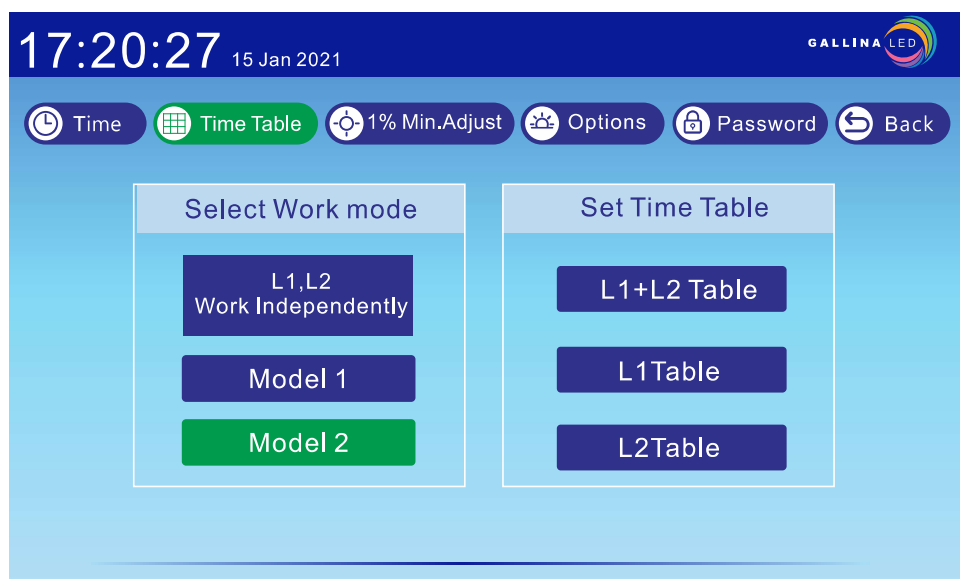 17:20:27 15 Jan 2021
GALLINA LED
Time
Time Table
1% Min.Adjust
Options
Password
Back
Select Work mode
L1,L2
Work Independently
Model 1
Model 2
Set Time Table
L1+L2 Table
L1Table
L2Table